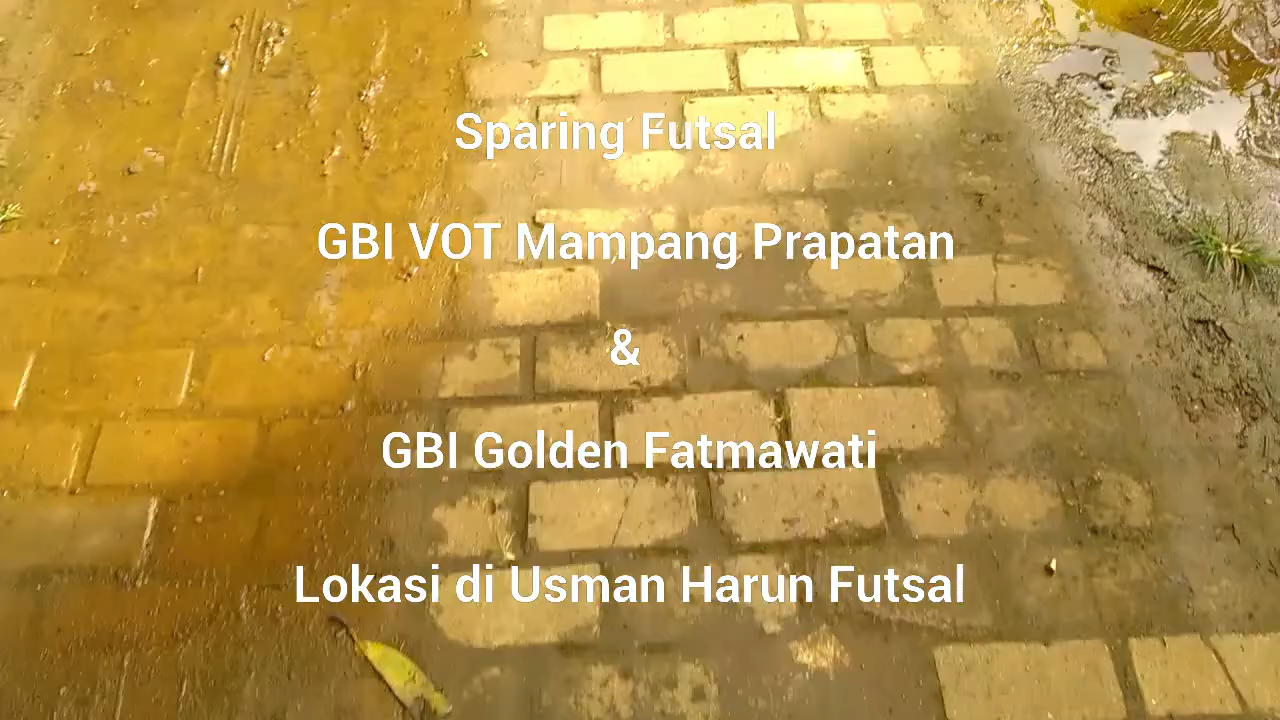 Sparing Futsal
GBI VOT Mampang Prapatan
&
GBI Golden Fatmawati
Lokasi di Usman Harun Futsal